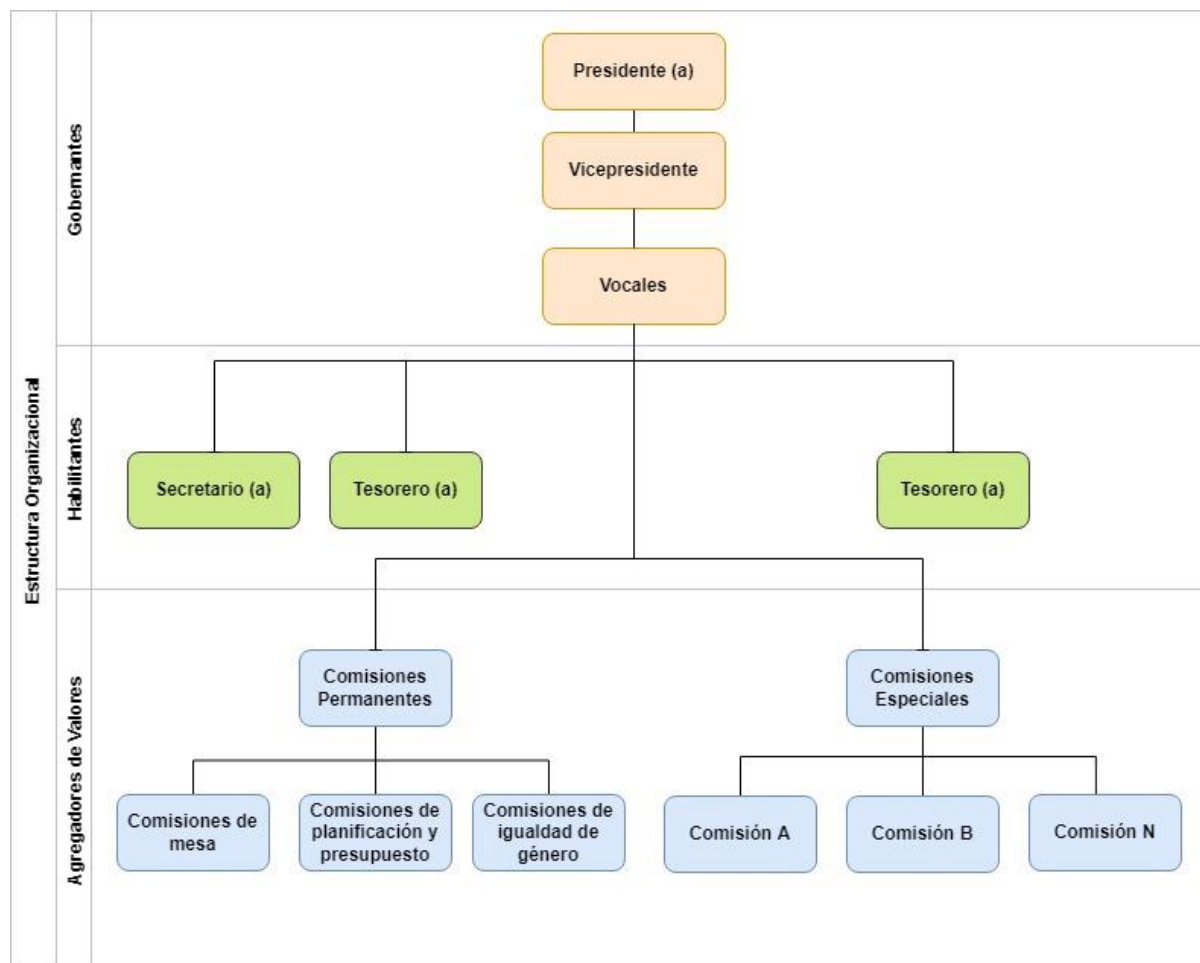 Estructura Organizacional
Gobernantes
Presidente (a)
Vicepresidente
Vocales
Habilitantes
Secretario (a)
Tesorero (a)
Tesorero (a)
Agregadores de Valores
Comisiones
Permanentes
Comisiones
Especiales
Comisiones de
mesa
Comisiones de
planificación y
presupuesto
Comisiones de
igualdad de
género
Comisión A
Comisión B
Comisión N